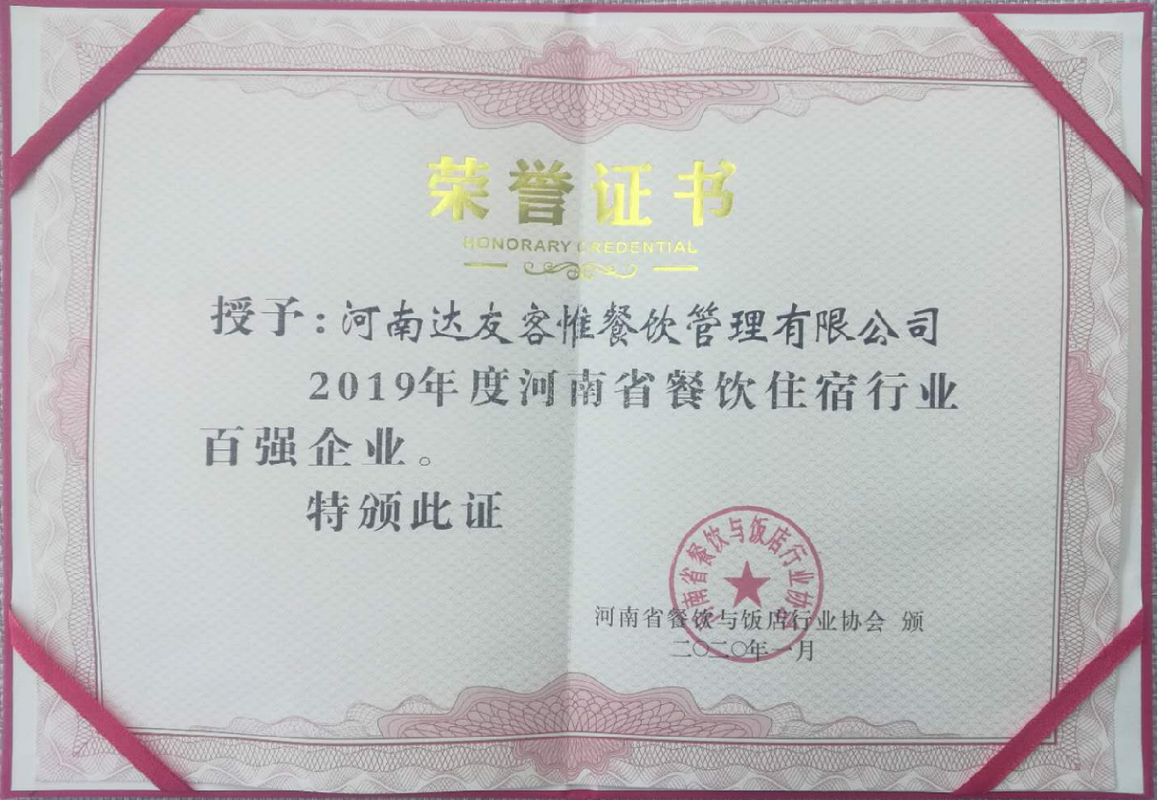 荣誉证书
HONORARY CREDENTIAL
授予:河南达友客惟餐饮管理有限公司
2019年度河南省餐饮住宿行业
百强企业。
特颁此证
河南省餐饮与饭店行业协会
河南省餐饮与饭店行业协会 颁
二〇二〇年一月